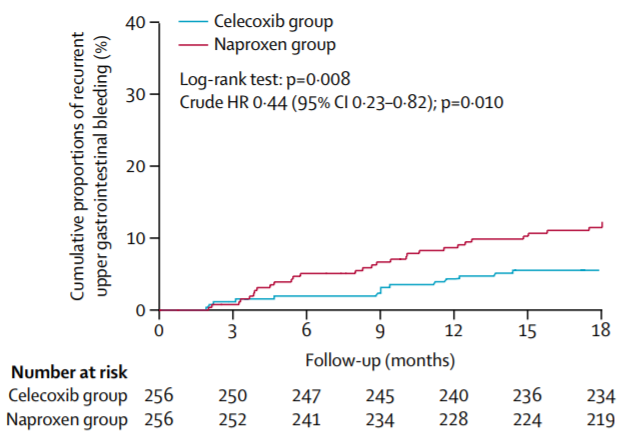 Cumulative proportions of recurrent
upper gastrointestinal bleeding (%)
40
30
20
10
0
Celecoxib group
Naproxen group
Log-rank test: p=0·008
Crude HR 0·44 (95% CI 0·23–0·82); p=0·010
0 3 6 9 12 15 18
Follow-up (months)
Number at risk
Celecoxib group 256 250 247 245 240 236 234
Naproxen group 256 252 241 234 228 224 219